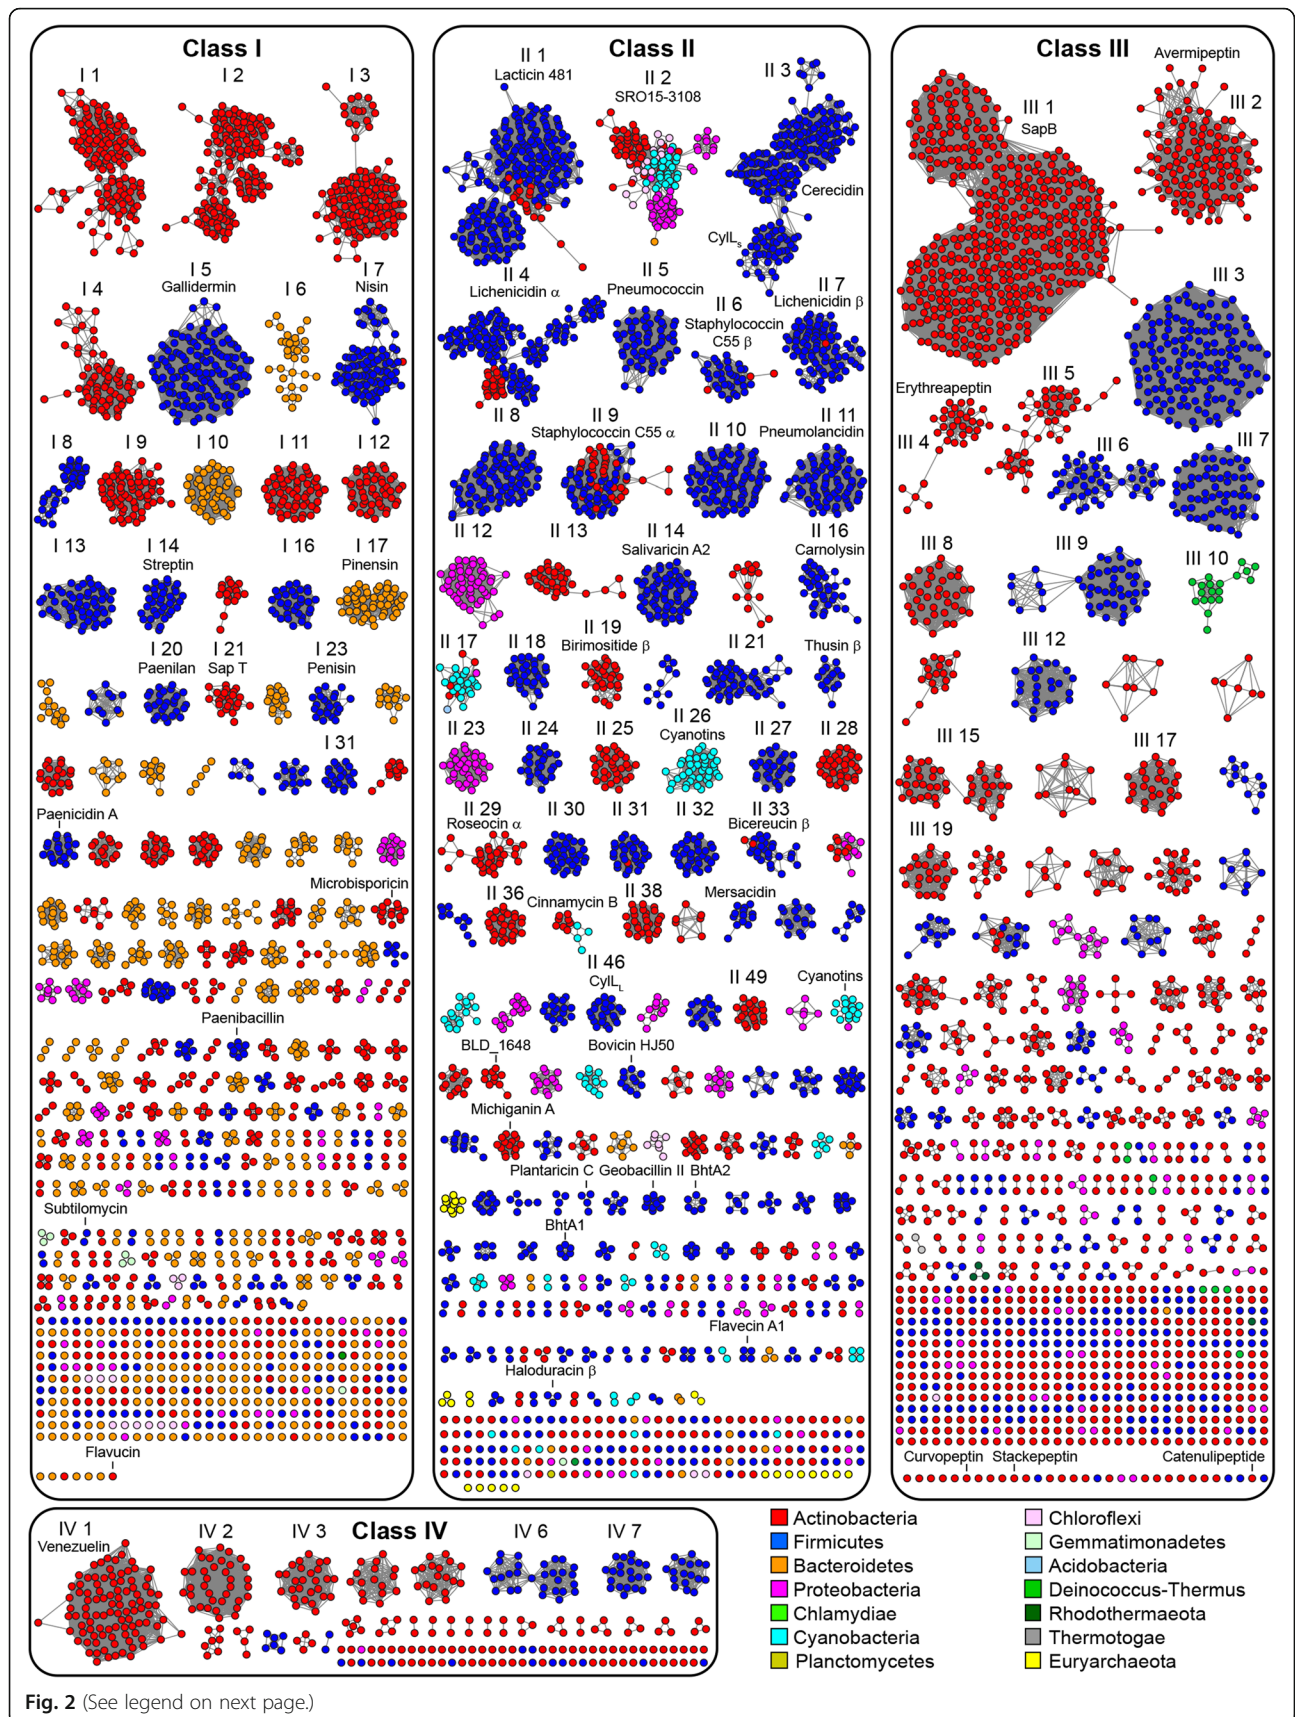 Class I
I 1
I 2
I 3
I 4
I 5
Gallidermin
I 6
I 7
Nisin
I 8
I 9
I 10
I 11
I 12
I 13
I 14
Streptin
I 16
I 17
Pinensin
I 20
Paenilan
I 21
Sap T
I 23
Penisin
I 31
Paenicidin A
Microbisporicin
Paenibacillin
Subtilomycin
Flavucin
Class II
II 1
Lacticin 481
II 2
SRO15-3108
II 3
Cerecidin
CylLs
II 4
Lichenicidin α
II 5
Pneumococcin
II 6
Staphylococcin
C55 β
II 7
Lichenicidin β
II 8
II 9
Staphylococcin C55 α
II 10
II 11
Pneumolancidin
II 12
II 13
II 14
Salivaricin A2
II 16
Carnolysin
II 17
II 18
II 19
Birimositide β
II 21
Thusin β
II 23
II 24
II 25
II 26
Cyanotins
II 27
II 28
II 29
Roseocin α
II 30
II 31
II 32
II 33
Bicereucin β
II 36
Cinnamycin B
II 38
Mersacidin
II 46
CylLL
II 49
Cyanotins
BLD_1648
Bovicin HJ50
Michiganin A
Plantaricin C
Geobacillin II
BhtA2
BhtA1
Flavecin A1
Haloduracin β
Class III
III 1
SapB
Avermipeptin
III 2
III 3
Erythreapeptin
III 4
III 5
III 6
III 7
III 8
III 9
III 10
III 12
III 15
III 17
III 19
Curvopeptin
Stackepeptin
Catenulipeptide
Class IV
IV 1
Venezuelin
IV 2
IV 3
IV 6
IV 7
Actinobacteria
Firmicutes
Bacteroidetes
Proteobacteria
Chlamydiae
Cyanobacteria
Planctomycetes
Chloroflexi
Gemmatimonadetes
Acidobacteria
Deinococcus-Thermus
Rhodothermaeota
Thermotogae
Euryarchaeota
Fig. 2 (See legend on next page.)